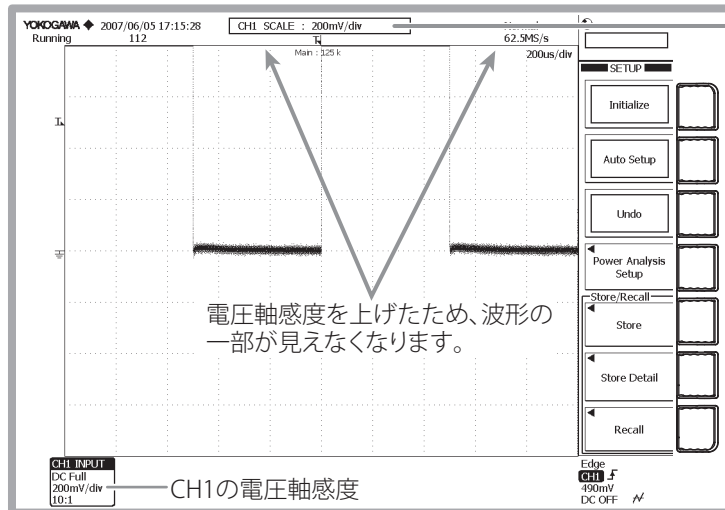 YOKOGAWA ◆ 2007/06/05 17:15:28
CH1 SCALE : 200mV/div
Running
112
62.5MS/s
Main : 125 k
200us/div
SETUP
Initialize
Auto Setup
Undo
Power Analysis
Setup
Store/Recall
Store
Store Detail
Recall
電圧軸感度を上げたため、波形の
一部が見えなくなります。
CH1 INPUT
DC Full
200mV/div
10:1
CH1の電圧軸感度
Edge
CH1
490mV
DC OFF